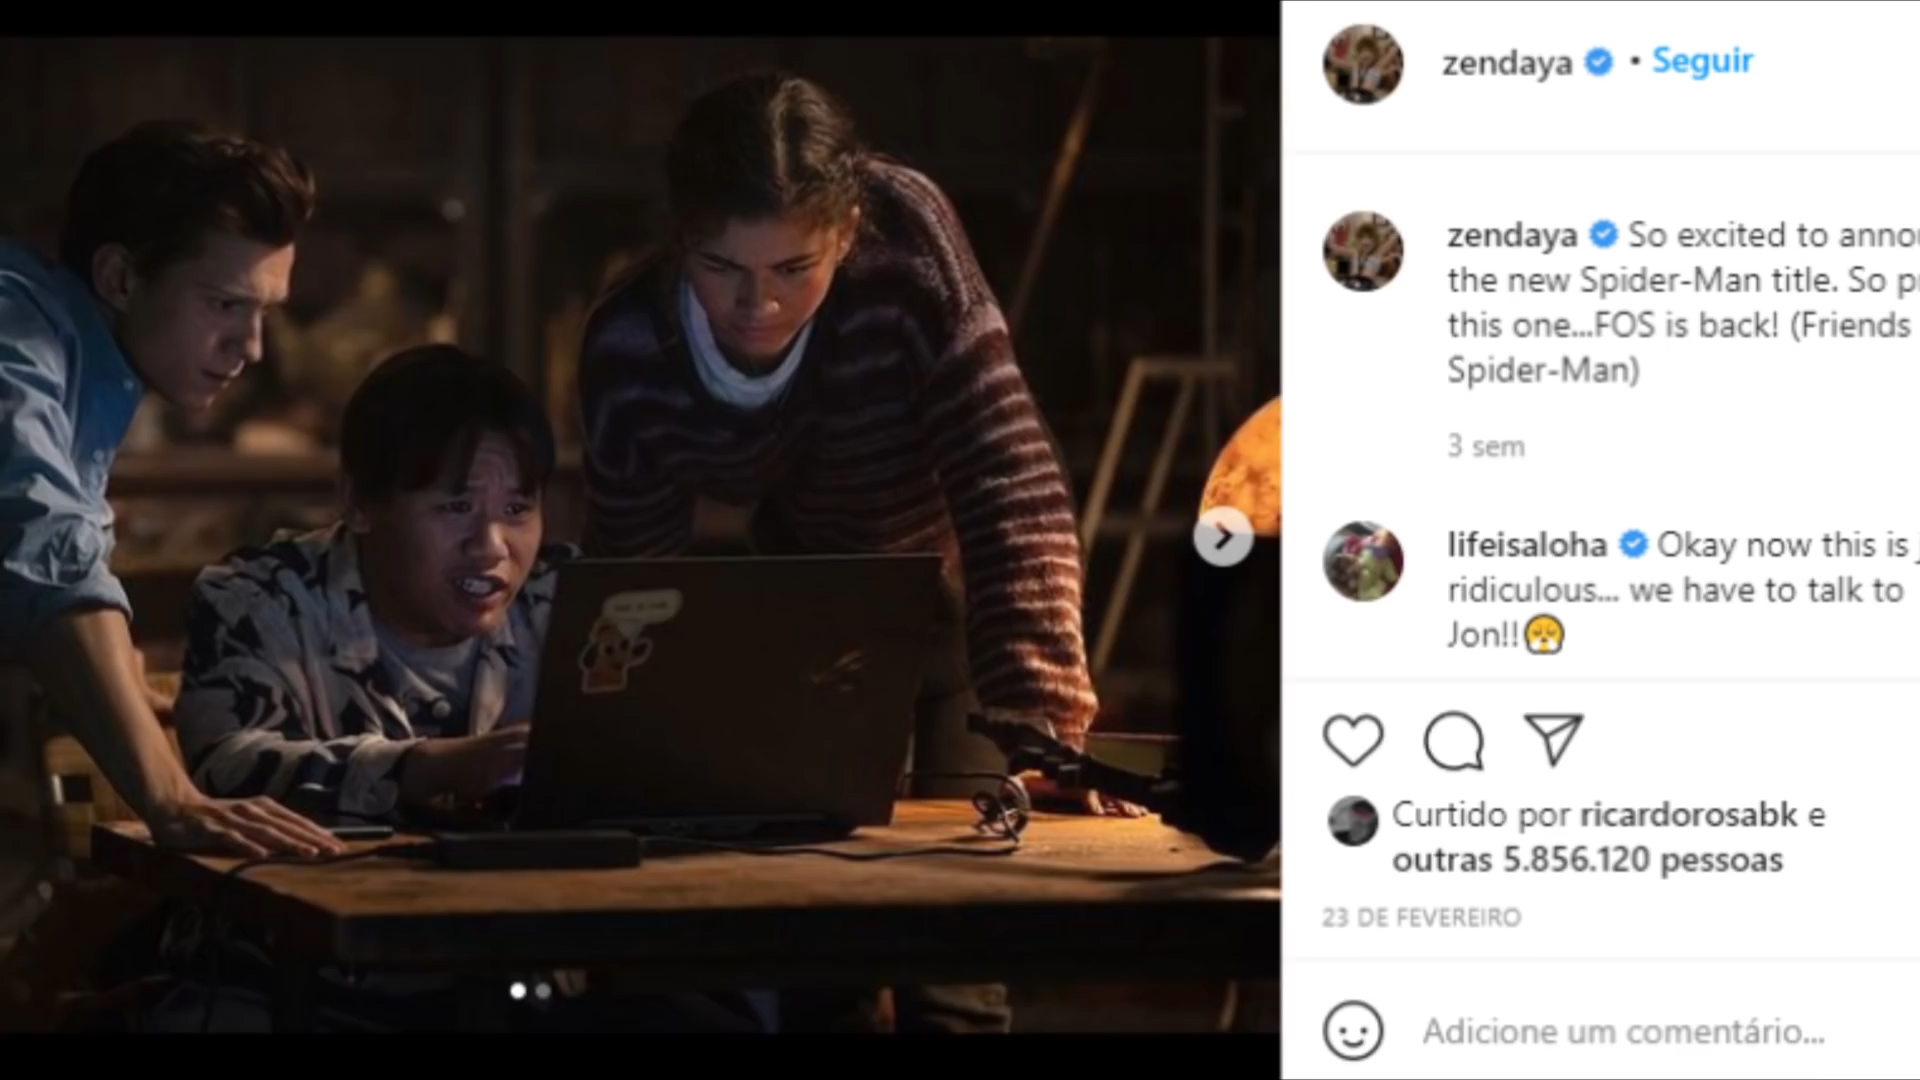 zendaya • Seguir
zendaya So excited to
the new Spider-Man title. So
this one...FOS is back! (Friends
Spider-Man)
3 sem
lifeisaloha Okay now this is
ridiculous... we have to talk to
Jon!!
Curtido por ricardorosabk e
outras 5.856.120 pessoas
23 DE FEVEREIRO
Adicione um comentário...